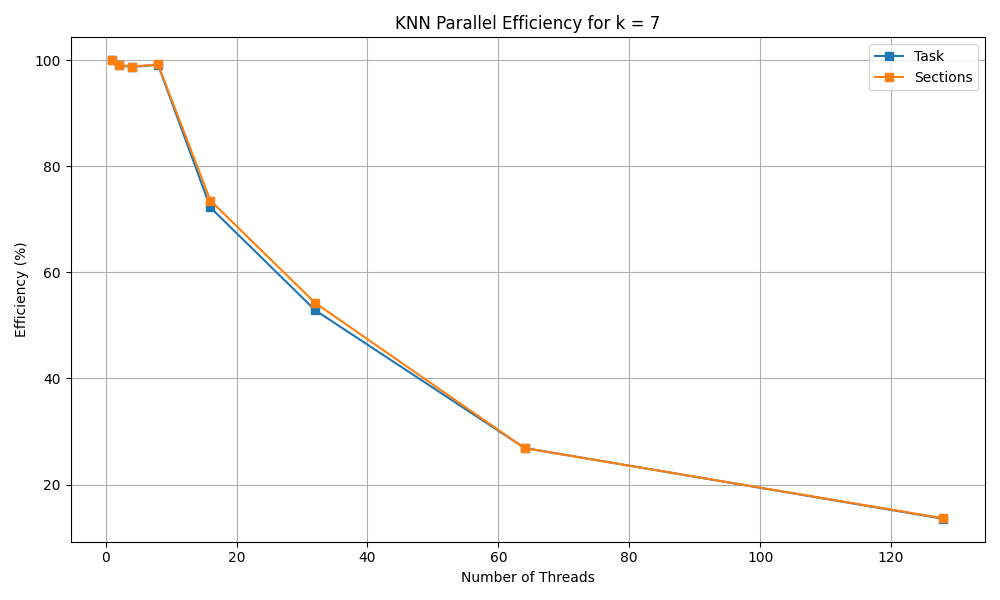 KNN Parallel Efficiency for k = 7
Task
Sections
Efficiency (%)
100
80
60
40
20
0 20 40 60 80 100 120
Number of Threads